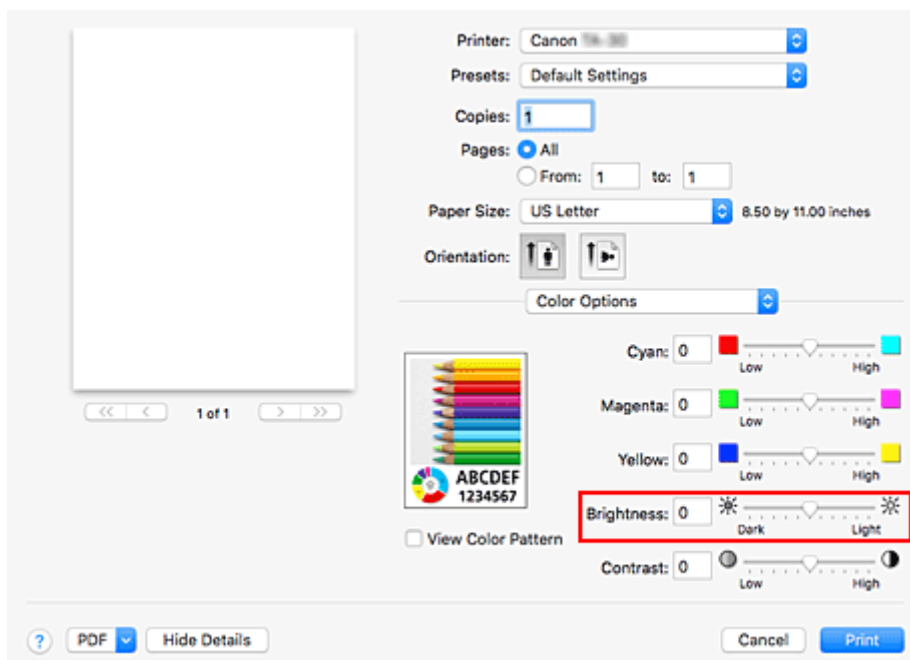 Printer: Canon
Presets: Default Settings
Copies: 1
Pages: All
From: 1 to: 1
Paper Size: US Letter 8.50 by 11.00 inches
Orientation:
Color Options
Cyan: 0
Low High
Magenta: 0
Low High
Yellow: 0
Low High
Brightness: 0
Dark Light
Contrast: 0
Low High
<< < 1 of 1 > >>
ABCDEF
1234567
View Color Pattern
? PDF Hide Details Cancel Print